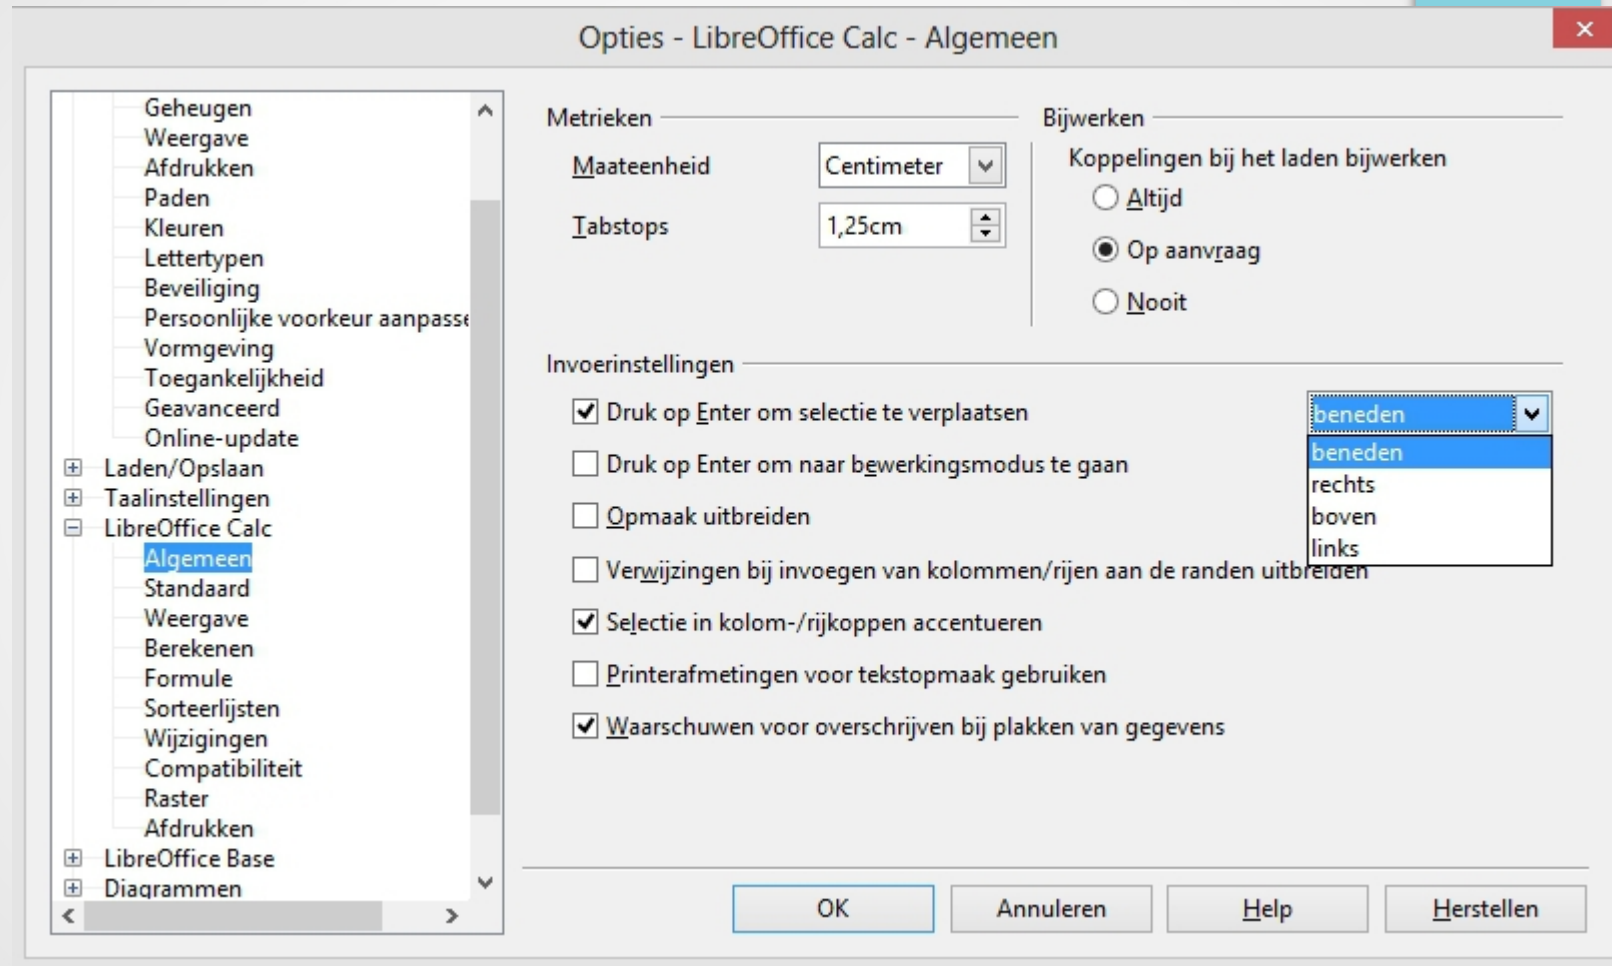 Opties - LibreOffice Calc - Algemeen
Geheugen
Weergave
Afdrukken
Paden
Kleuren
Lettertypen
Beveiliging
Persoonlijke voorkeur aanpasse
Vormgeving
Toegankelijkheid
Geavanceerd
Online-update
Laden/Opslaan
Taalinstellingen
LibreOffice Calc
Algemeen
Standaard
Weergave
Berekenen
Formule
Sorteerlijsten
Wijzigingen
Compatibiliteit
Raster
Afdrukken
LibreOffice Base
Diagrammen
Metrieken
Maateenheid Centimeter
Tabstops 1,25cm
Bijwerken
Koppelingen bij het laden bijwerken
Altijd
Op aanvraag
Nooit
Invoerinstellingen
Druk op Enter om selectie te verplaatsen beneden
beneden
rechts
boven
links
Druk op Enter om naar bewerkingsmodus te gaan
Opmaak uitbreiden
Verwijzingen bij invoegen van kolommen/rijen aan de randen uitbreiden
Selectie in kolom-/rijkoppen accentueren
Printerafmetingen voor tekstopmaak gebruiken
Waarschuwen voor overschrijven bij plakken van gegevens
OK Annuleren Help Herstellen